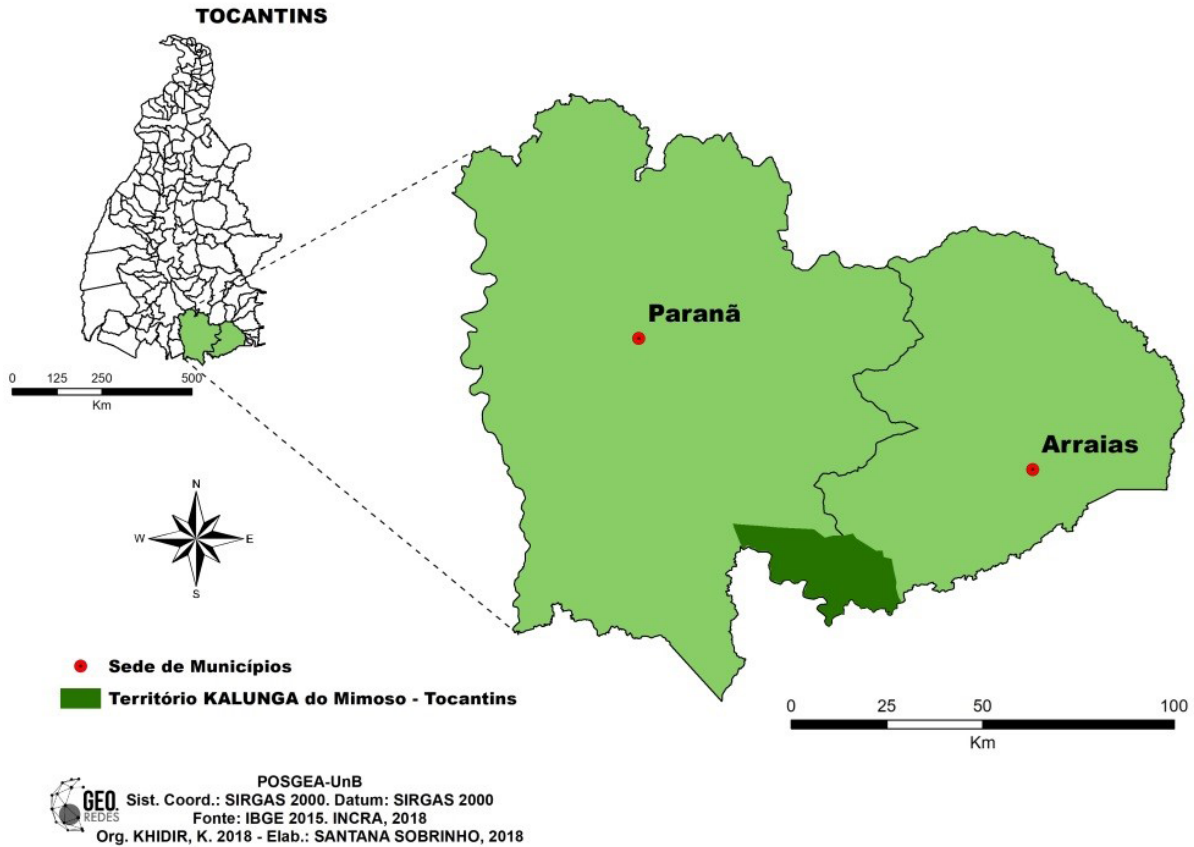 TOCANTINS
0 125 250 500
Km
Paranã
Arraias
N
W E
S
Sede de Municípios
Território KALUNGA do Mimoso - Tocantins
0 25 50 100
Km
POSGEA-UnB
GEO. REDES
Sist. Coord.: SIRGAS 2000. Datum: SIRGAS 2000
Fonte: IBGE 2015. INCRA, 2018
Org. KHIDIR, K. 2018 - Elab.: SANTANA SOBRINHO, 2018